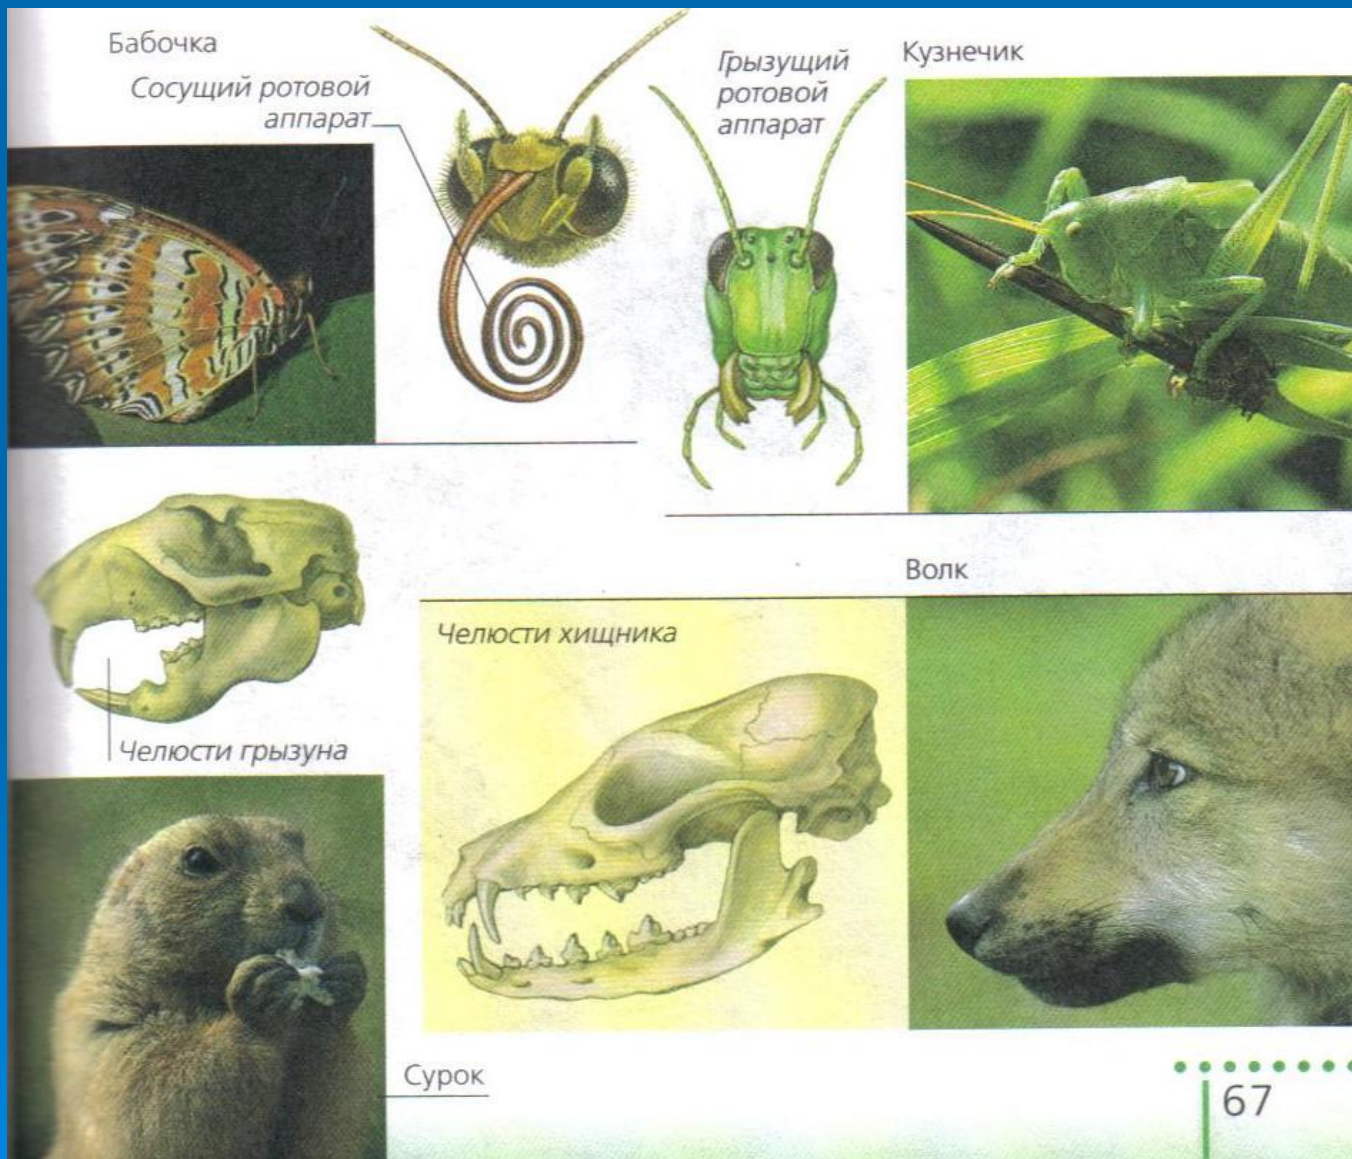 Бабочка
Сосущий ротовой
аппарат
Грызущий
ротовой
аппарат
Кузнечик
Челюсти грызуна
Волк
Челюсти хищника
Сурок
67